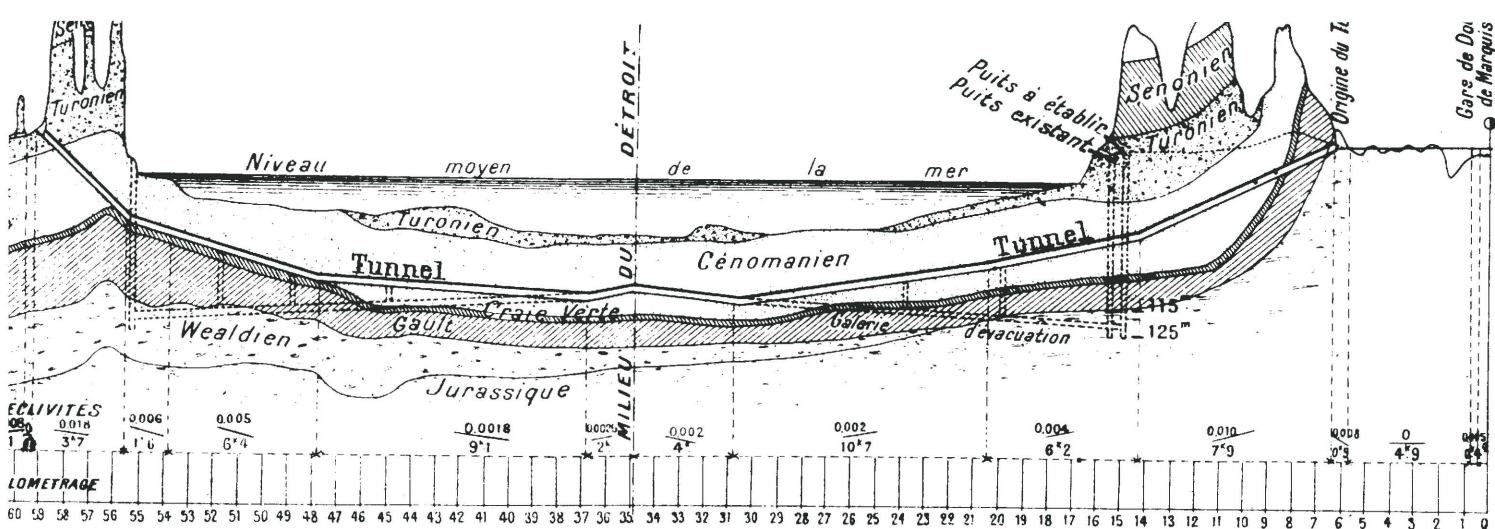 Turonien
Niveau moyen de la mer
MILIEU DU DÉTROIT
Puits à établir
Puits existant
Sénonien
Turonien
Origine du
Gare de
de Marquis
Turonien
Tunnel
Cénomanien
Tunnel
Craie Verte
Gault
Galerie d'évacuation
115m
125m
Wealdien
Jurassique
ECLIVITES
0.018 0.006 0.005 0.0018 0.002 0.002 0.004 0.010 0.008 0
3k7 1k6 6k4 9k1 2k 4k 10k7 6k2 7k9 0k5 4k9
LOMETRAGE
60 59 58 57 56 55 54 53 52 51 50 49 48 47 46 45 44 43 42 41 40 39 38 37 36 35 34 33 32 31 30 29 28 27 26 25 24 23 22 21 20 19 18 17 16 15 14 13 12 11 10 9 8 7 6 5 4 3 2 1 0